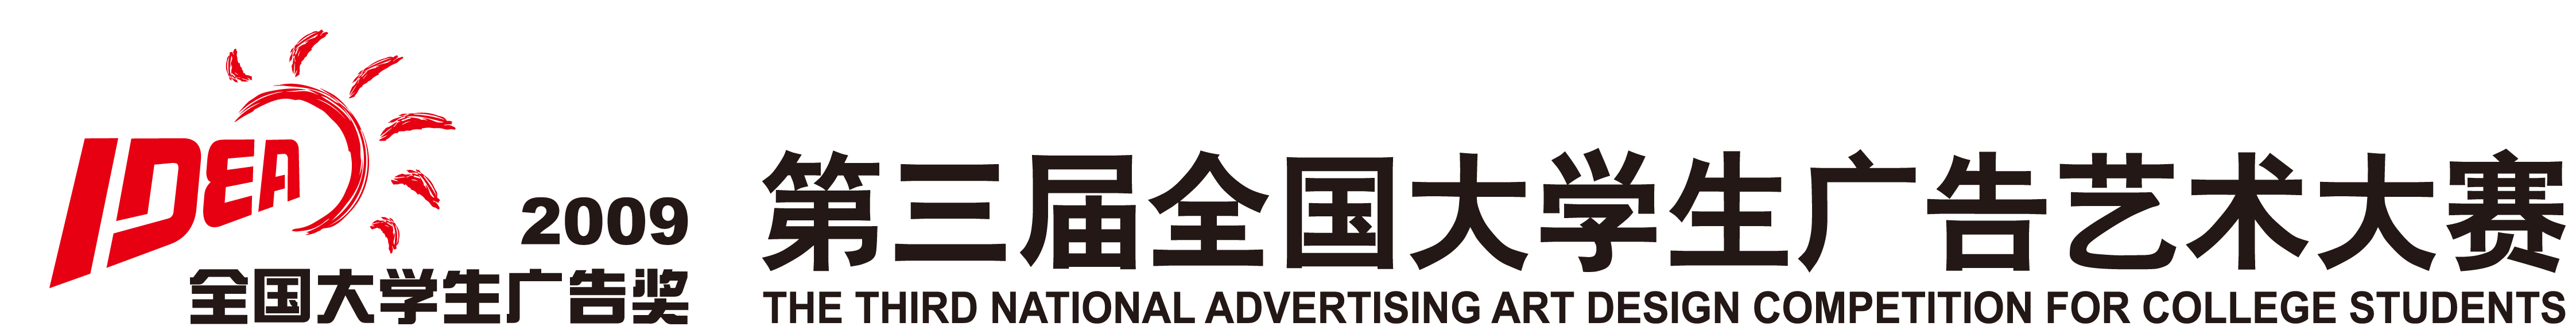 IDEA
2009
全国大学生广告奖
第三届全国大学生广告艺术大赛
THE THIRD NATIONAL ADVERTISING ART DESIGN COMPETITION FOR COLLEGE STUDENTS